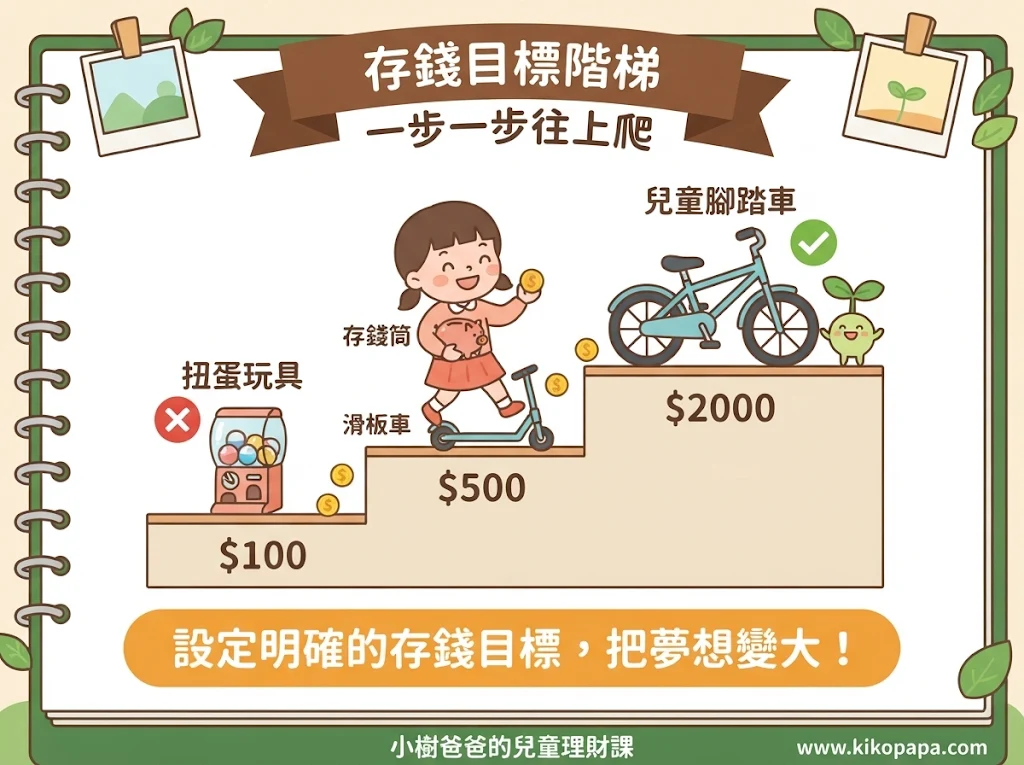 存錢目標階梯
一步一步往上爬
兒童腳踏車
存錢筒
扭蛋玩具
滑板車
$2000
$500
$100
設定明確的存錢目標，把夢想變大！
小樹爸爸的兒童理財課
www.kikopapa.com